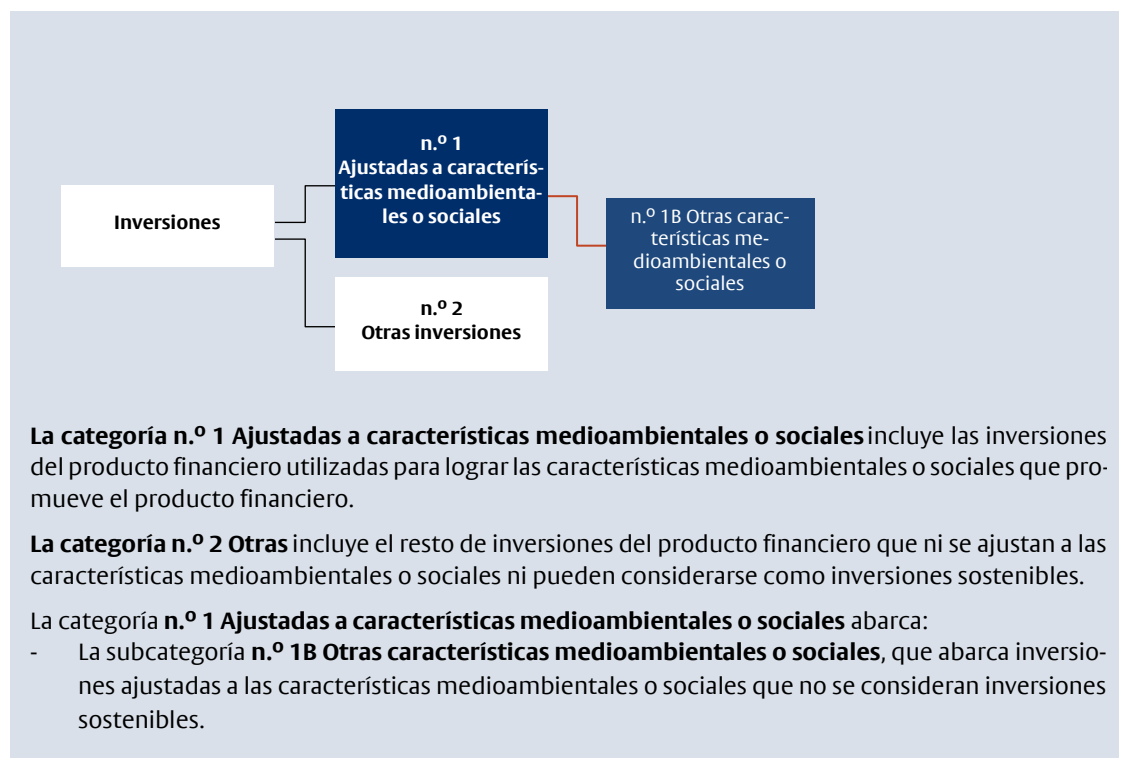 n.º 1
Ajustadas a caracterís-
ticas medioambienta-
les o sociales
Inversiones
n.º 1B Otras carac-
terísticas me-
dioambientales o
sociales
n.º 2
Otras inversiones
La categoría n.º 1 Ajustadas a características medioambientales o sociales incluye las inversiones
del producto financiero utilizadas para lograr las características medioambientales o sociales que pro-
mueve el producto financiero.
La categoría n.º 2 Otras incluye el resto de inversiones del producto financiero que ni se ajustan a las
características medioambientales o sociales ni pueden considerarse como inversiones sostenibles.
La categoría n.º 1 Ajustadas a características medioambientales o sociales abarca:
- La subcategoría n.º 1B Otras características medioambientales o sociales, que abarca inversio-
nes ajustadas a las características medioambientales o sociales que no se consideran inversiones
sostenibles.